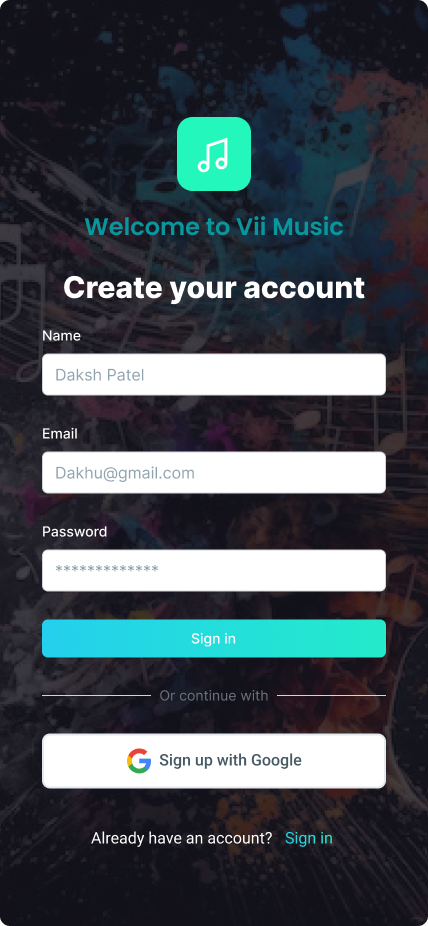 Welcome to Vii Music
Create your account
Name
Daksh Patel
Email
Dakhu@gmail.com
Password
*************
Sign in
Or continue with
Sign up with Google
Already have an account? Sign in